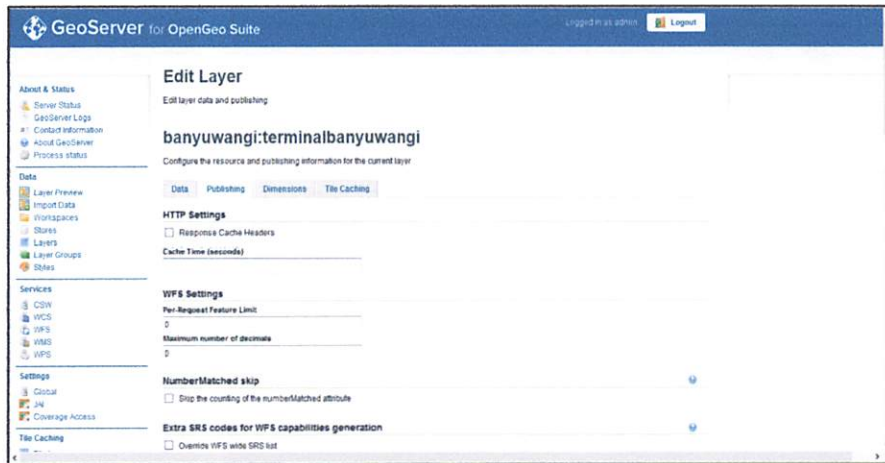 GeoServer for OpenGeo Suite
Logged in as admin
Logout
About & Status
Server Status
GeoServer Logs
Contact Information
About GeoServer
Process status
Data
Layer Preview
Import Data
Workspaces
Stores
Layers
Layer Groups
Styles
Services
CSW
WCS
WFS
WMS
WPS
Settings
Global
JAI
Coverage Access
Tile Caching
Edit Layer
Edit layer data and publishing
banyuwangi:terminalbanyuwangi
Configure the resource and publishing information for the current layer
Data Publishing Dimensions Tile Caching
HTTP Settings
Response Cache Headers
Cache Time (seconds)
WFS Settings
Per-Request Feature Limit
0
Maximum number of decimals
0
NumberMatched skip
Skip the counting of the numberMatched attribute
Extra SRS codes for WFS capabilities generation
Override WFS wide SRS list